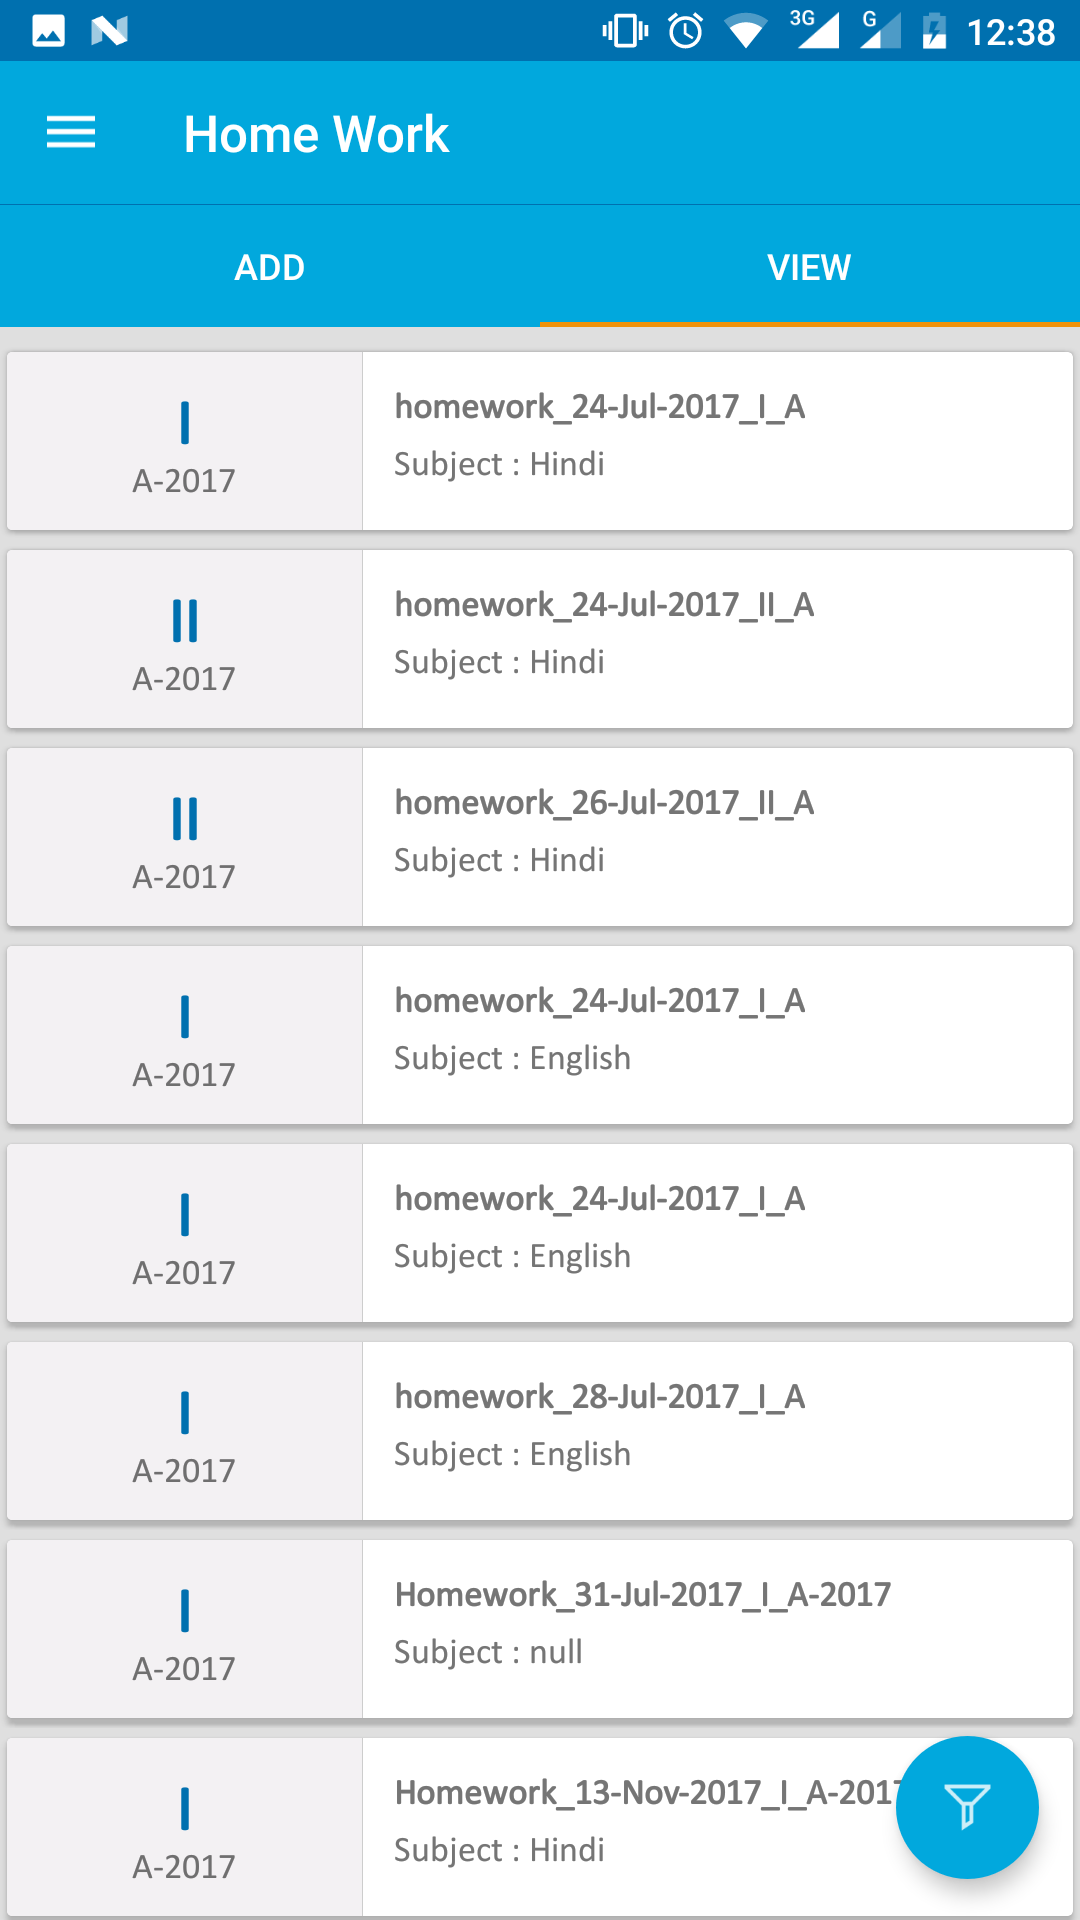 3G G 12:38
Home Work
ADD VIEW
I
A-2017
homework_24-Jul-2017_I_A
Subject : Hindi
II
A-2017
homework_24-Jul-2017_II_A
Subject : Hindi
II
A-2017
homework_26-Jul-2017_II_A
Subject : Hindi
I
A-2017
homework_24-Jul-2017_I_A
Subject : English
I
A-2017
homework_24-Jul-2017_I_A
Subject : English
I
A-2017
homework_28-Jul-2017_I_A
Subject : English
I
A-2017
Homework_31-Jul-2017_I_A-2017
Subject : null
I
A-2017
Homework_13-Nov-2017_I_A-2017
Subject : Hindi